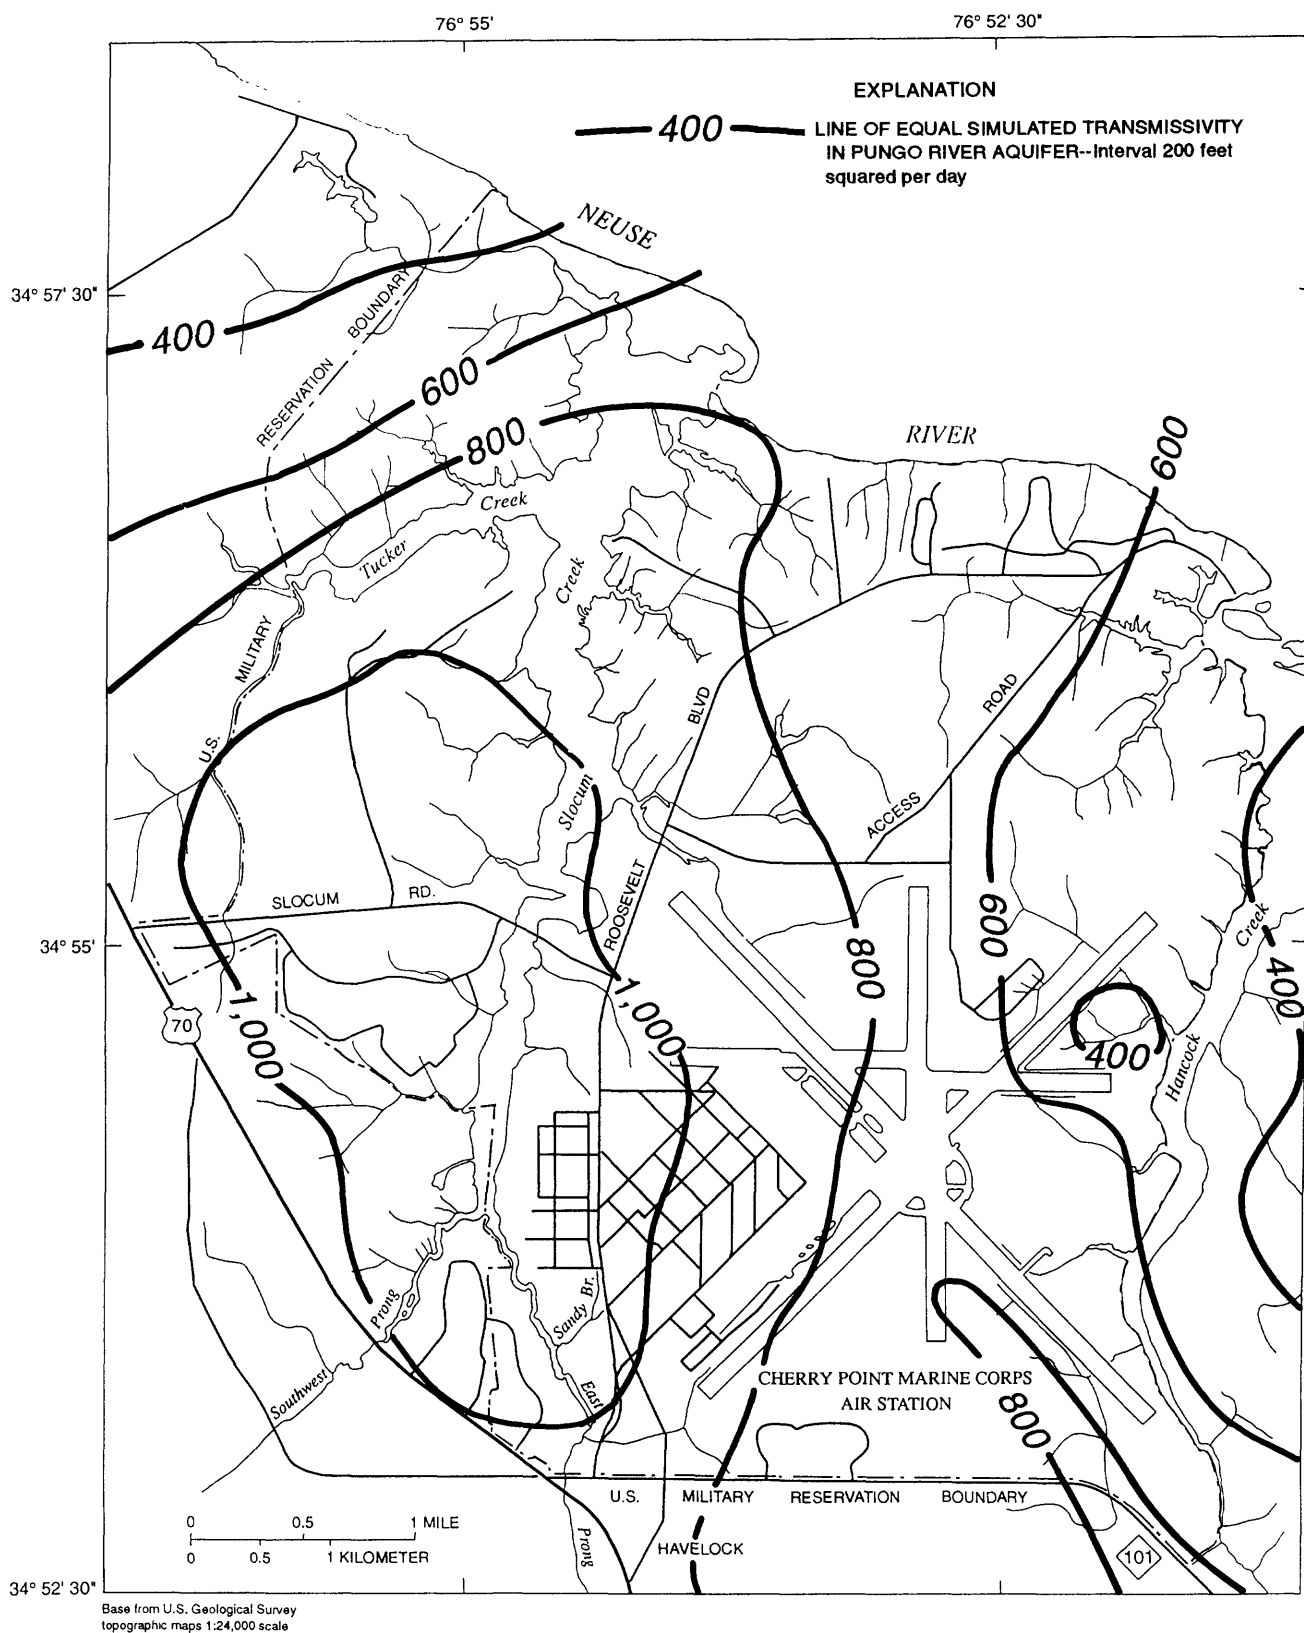 76° 55'
76° 52' 30"
EXPLANATION
400
LINE OF EQUAL SIMULATED TRANSMISSIVITY
IN PUNGO RIVER AQUIFER--Interval 200 feet
squared per day
NEUSE
34° 57' 30"
BOUNDARY
400
RESERVATION
600
800
RIVER
600
Creek
Tucker
Creek
MILITARY
BLVD
ROAD
U.S.
Slocum
ACCESS
SLOCUM RD.
ROOSEVELT
600
34° 55'
Creek
800
400
1,000
1,000
70
400
Hancock
Prong
Sandy Br.
Southwest
East
CHERRY POINT MARINE CORPS
AIR STATION
800
U.S. MILITARY RESERVATION BOUNDARY
0 0.5 1 MILE
0 0.5 1 KILOMETER
Prong
HAVELOCK
101
34° 52' 30"
Base from U.S. Geological Survey
topographic maps 1:24,000 scale